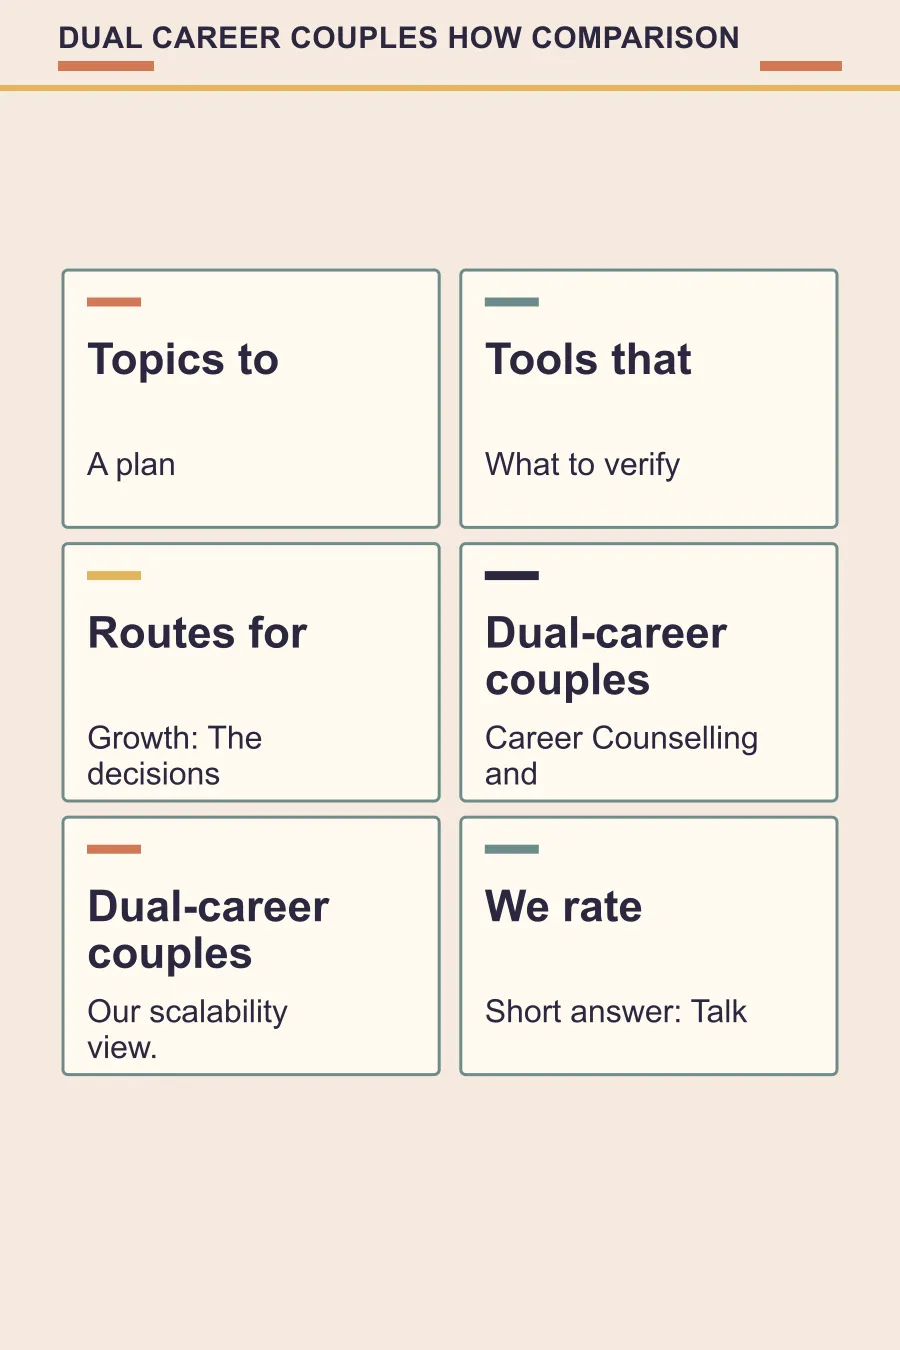 DUAL CAREER COUPLES HOW COMPARISON
Topics to
A plan
Tools that
What to verify
Routes for
Growth: The
decisions
Dual-career
couples
Career Counselling
and
Dual-career
couples
Our scalability
view.
We rate
Short answer: Talk